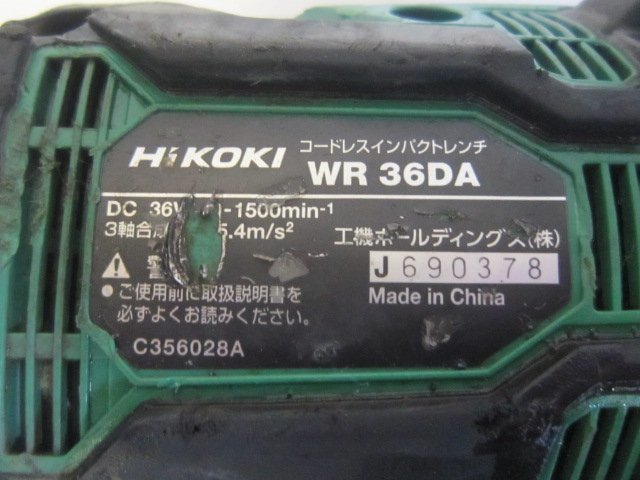 HiKOKI
コードレスインパクトレンチ
WR 36DA
DC 36V -1500min-1
3軸合 5.4m/s2
工機ホールディングス(株)
J690378
Made in China
●ご使用前に取扱説明書を
必ずよくお読みください。
C356028A